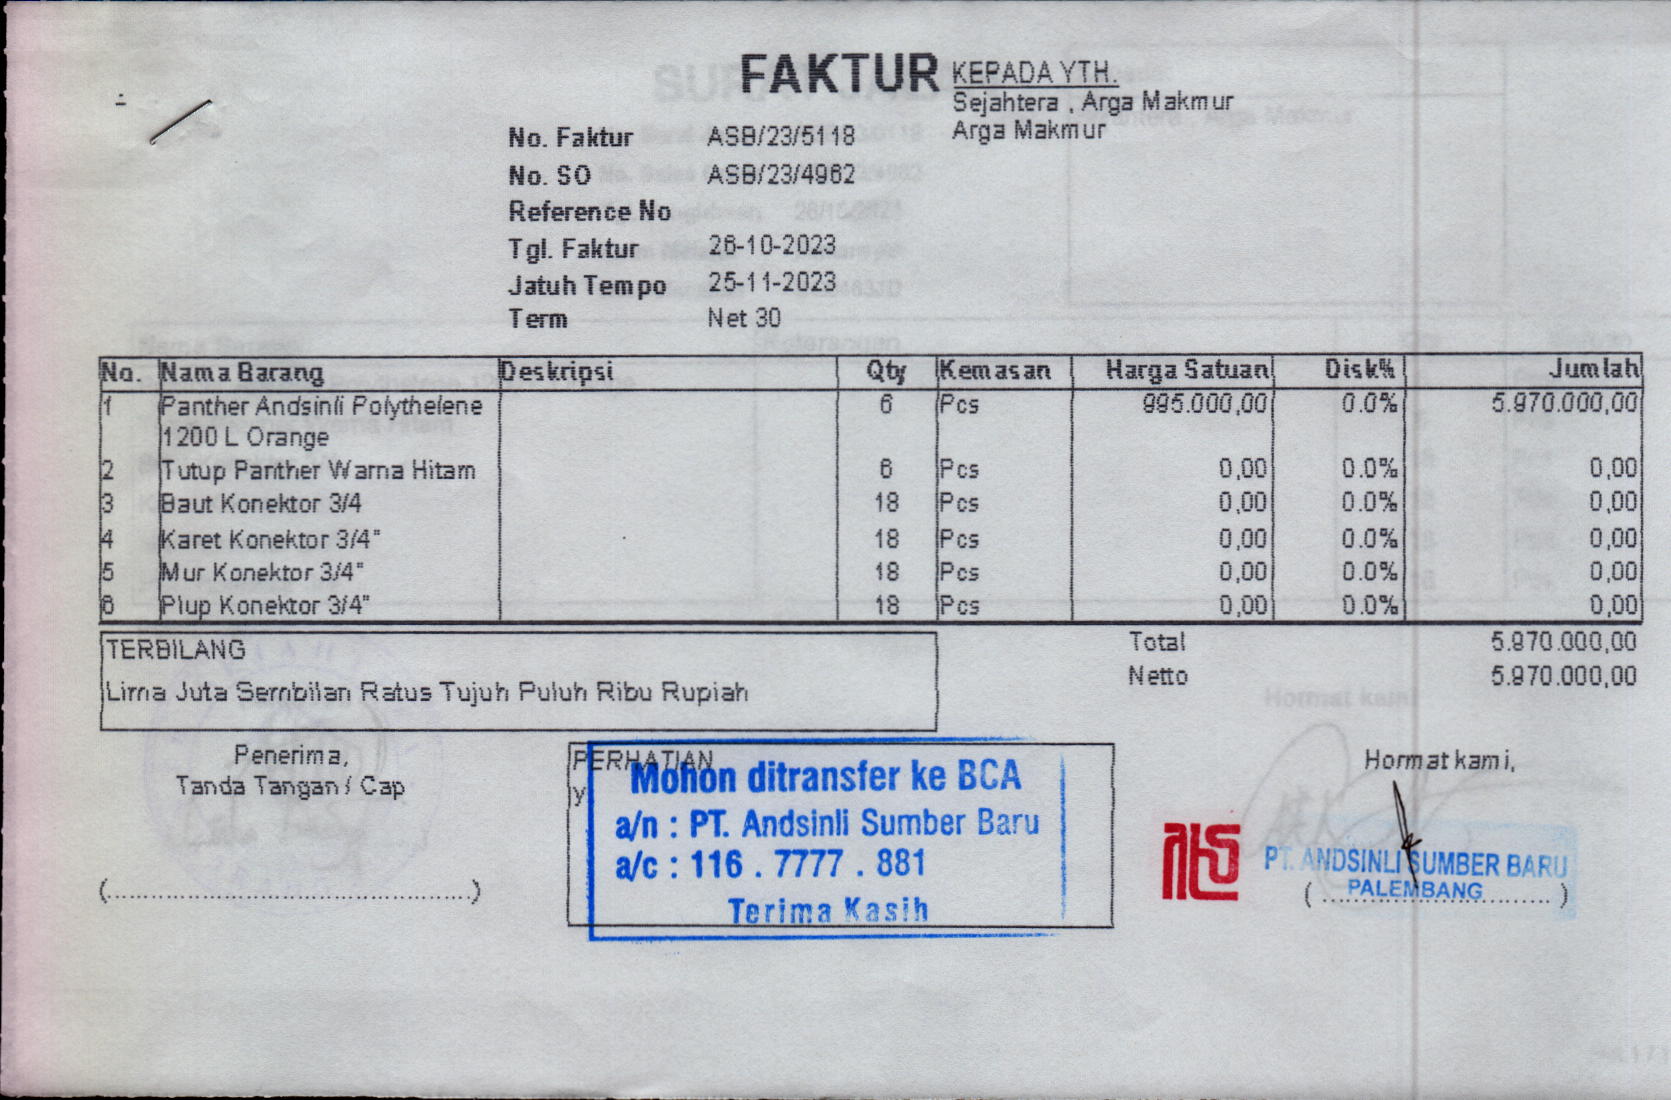 FAKTUR
KEPADA YTH.
Sejahtera , Arga Makmur
Arga Makmur
No. Faktur ASB/23/5118
No. SO ASB/23/4962
Reference No
Tgl. Faktur 26-10-2023
Jatuh Tempo 25-11-2023
Term Net 30
No. Nama Barang Deskripsi Qty Kemasan Harga Satuan Disk% Jumlah
1 Panther Andsinli Polythelene 6 Pcs 995.000,00 0.0% 5.970.000,00
1200 L Orange
2 Tutup Panther Warna Hitam 6 Pcs 0,00 0.0% 0,00
3 Baut Konektor 3/4 18 Pcs 0,00 0.0% 0,00
4 Karet Konektor 3/4" 18 Pcs 0,00 0.0% 0,00
5 Mur Konektor 3/4" 18 Pcs 0,00 0.0% 0,00
6 Plup Konektor 3/4" 18 Pcs 0,00 0.0% 0,00
TERBILANG
Lima Juta Sembilan Ratus Tujuh Puluh Ribu Rupiah
Total 5.970.000,00
Netto 5.970.000,00
Penerima,
Tanda Tangan / Cap
PERHATIAN
Mohon ditransfer ke BCA
a/n : PT. Andsinli Sumber Baru
a/c : 116 . 7777 . 881
Terima Kasih
Hormat kami,
PT. ANDSINLI SUMBER BARU
PALEMBANG